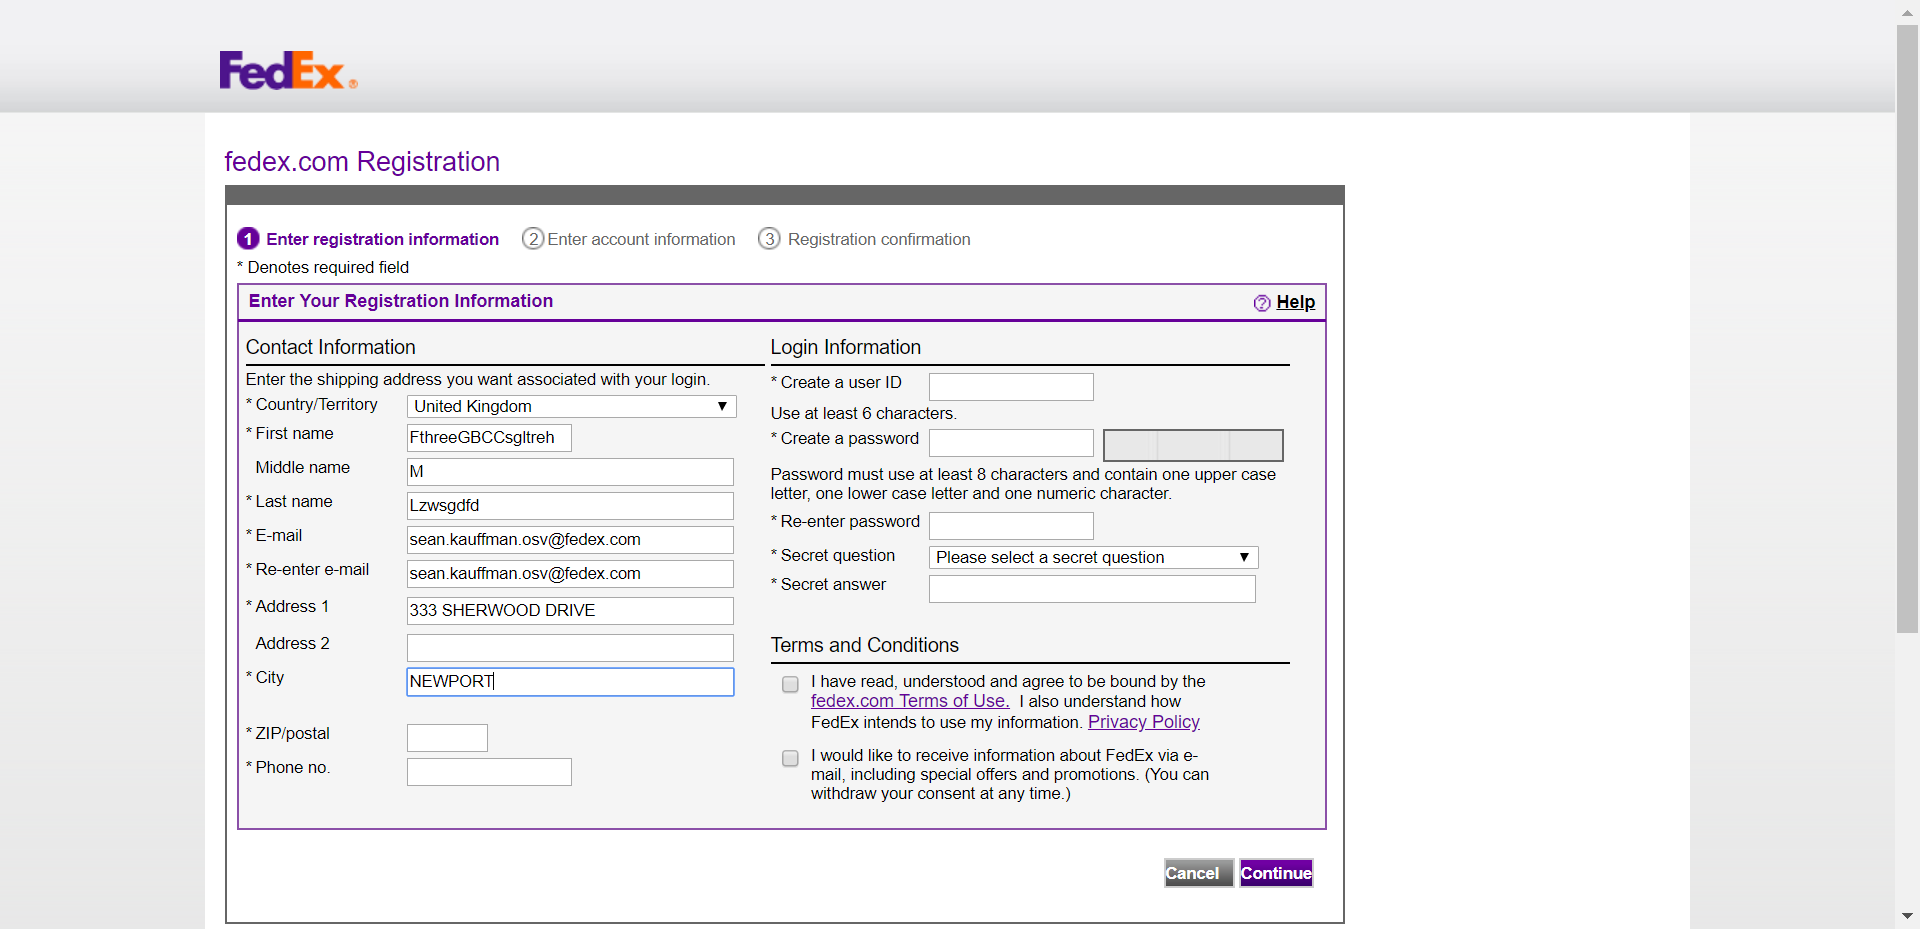 FedEx®
fedex.com Registration
1 Enter registration information 2 Enter account information 3 Registration confirmation
* Denotes required field
Enter Your Registration Information
? Help
Contact Information
Enter the shipping address you want associated with your login.
* Country/Territory United Kingdom
* First name FthreeGBCCsgltreh
Middle name M
* Last name Lzwsgdfd
* E-mail sean.kauffman.osv@fedex.com
* Re-enter e-mail sean.kauffman.osv@fedex.com
* Address 1 333 SHERWOOD DRIVE
Address 2
* City NEWPORT
* ZIP/postal
* Phone no.
Login Information
* Create a user ID
Use at least 6 characters.
* Create a password
Password must use at least 8 characters and contain one upper case
letter, one lower case letter and one numeric character.
* Re-enter password
* Secret question Please select a secret question
* Secret answer
Terms and Conditions
I have read, understood and agree to be bound by the
fedex.com Terms of Use. I also understand how
FedEx intends to use my information. Privacy Policy
I would like to receive information about FedEx via e-
mail, including special offers and promotions. (You can
withdraw your consent at any time.)
Cancel Continue